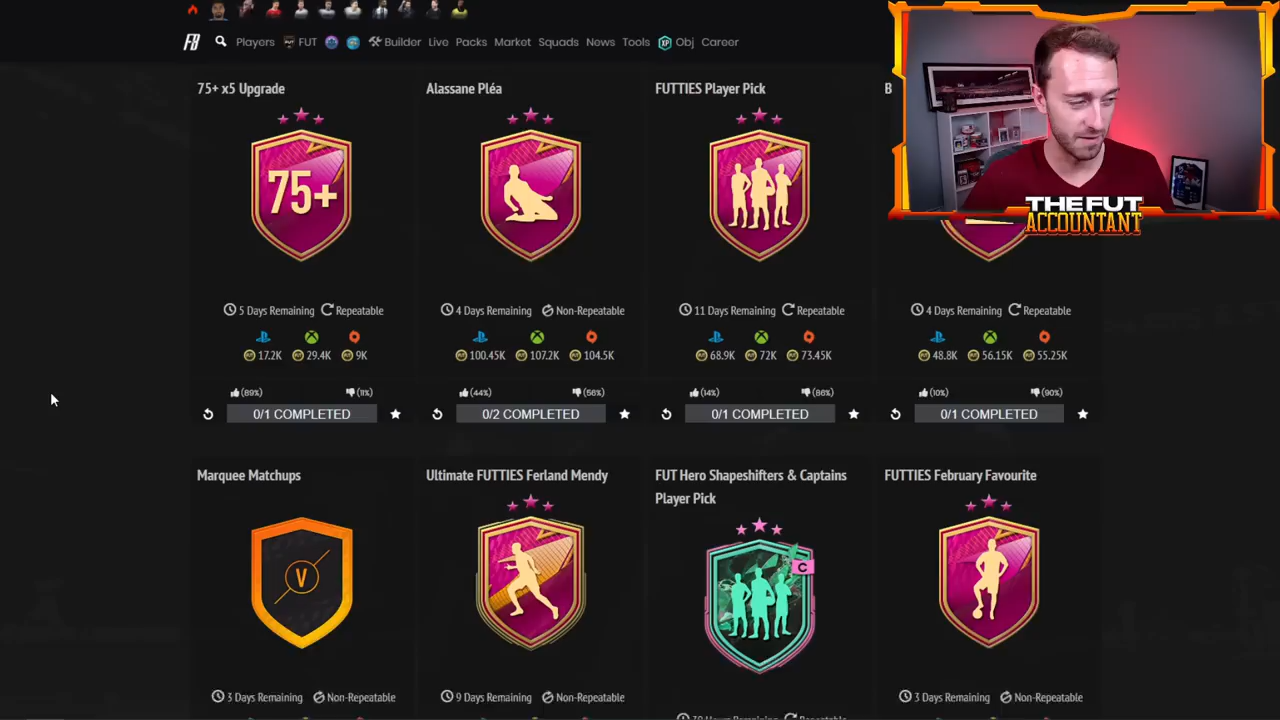 FB Players FUT Builder Live Packs Market Squads News Tools XP Obj Career
75+ x5 Upgrade Alassane Pléa FUTTIES Player Pick B
75+
5 Days Remaining Repeatable 4 Days Remaining Non-Repeatable 11 Days Remaining Repeatable 4 Days Remaining Repeatable
17.2K 29.4K 9K 100.45K 107.2K 104.5K 68.9K 72K 73.45K 48.8K 56.15K 55.25K
(89%) (11%) (44%) (56%) (14%) (86%) (10%) (90%)
0/1 COMPLETED 0/2 COMPLETED 0/1 COMPLETED 0/1 COMPLETED
Marquee Matchups Ultimate FUTTIES Ferland Mendy FUT Hero Shapeshifters & Captains FUTTIES February Favourite
Player Pick
V C
3 Days Remaining Non-Repeatable 9 Days Remaining Non-Repeatable 3 Days Remaining Non-Repeatable
Repeatable
THE FUT
ACCOUNTANT